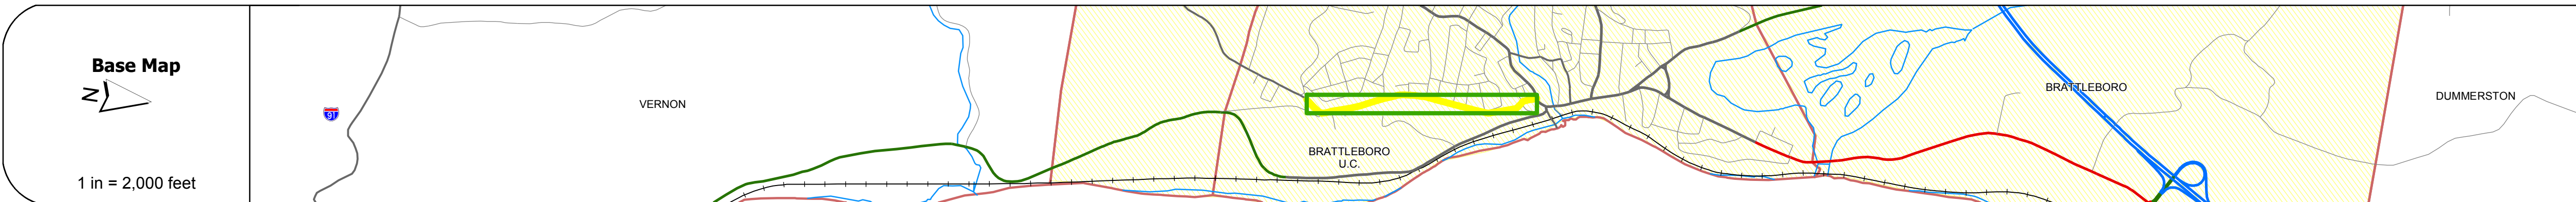 Base Map
N
1 in = 2,000 feet
91
VERNON
BRATTLEBORO
U.C.
BRATTLEBORO
DUMMERSTON